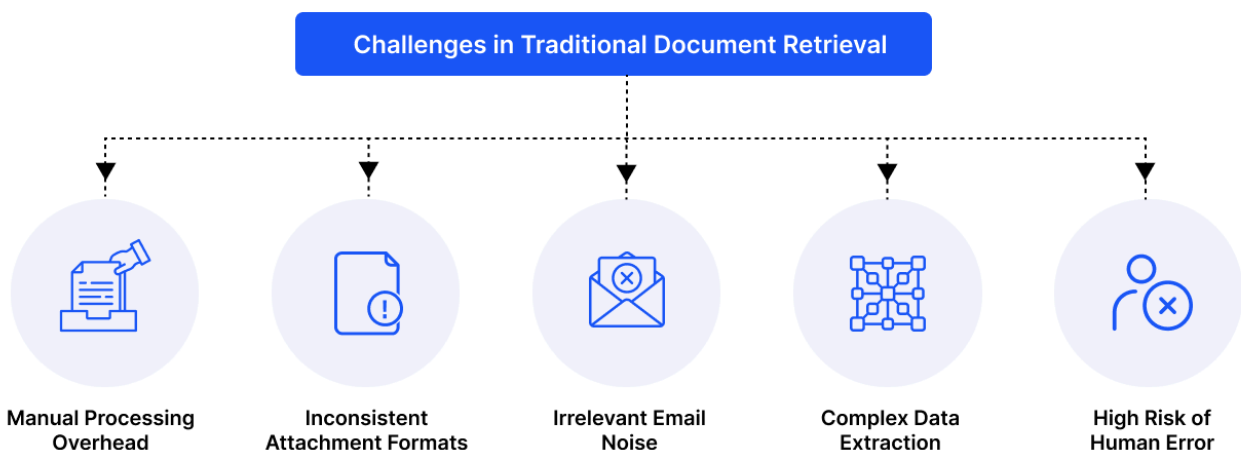 Challenges in Traditional Document Retrieval
Manual Processing
Overhead
Inconsistent
Attachment Formats
Irrelevant Email
Noise
Complex Data
Extraction
High Risk of
Human Error